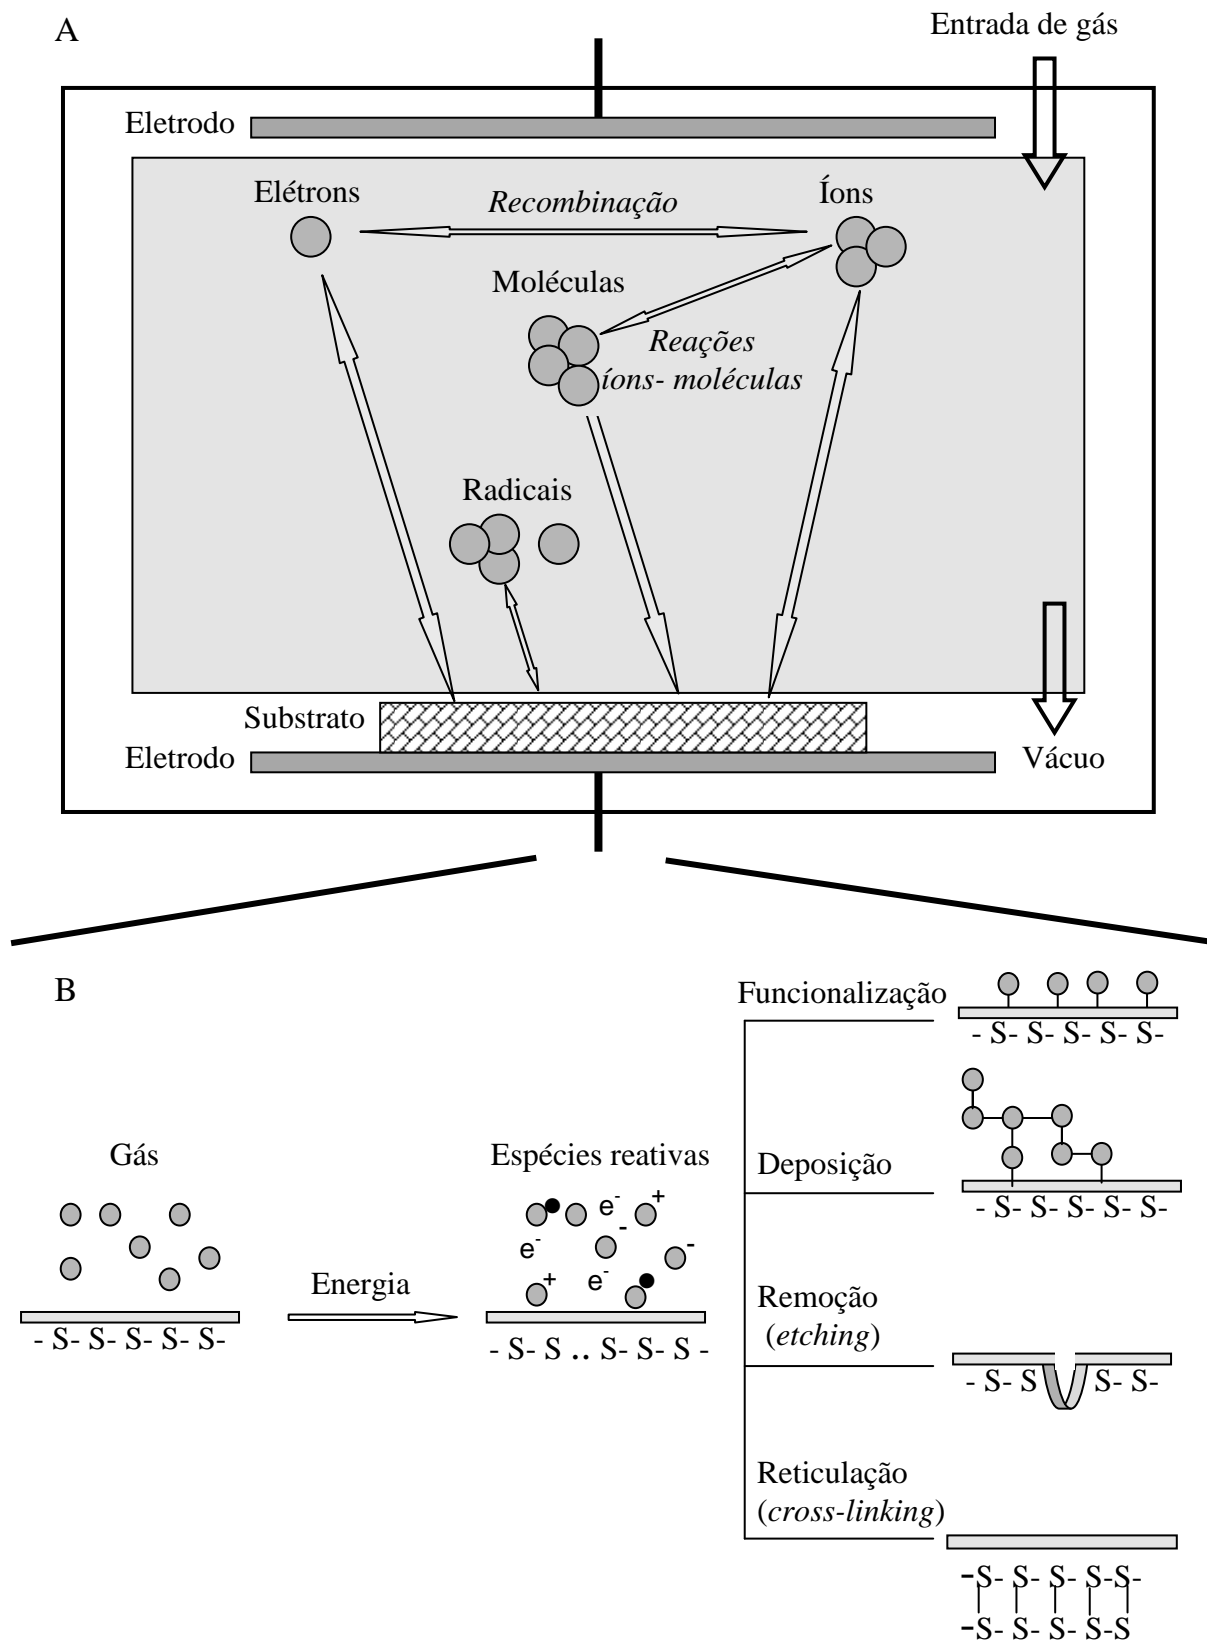 A
Entrada de gás
Eletrodo
Elétrons
Recombinação
Íons
Moléculas
Reações
íons- moléculas
Radicais
Substrato
Eletrodo
Vácuo
B
Funcionalização
- S- S- S- S- S-
Gás
Espécies reativas
Deposição
- S- S- S- S- S-
e- +
-
e- -
+ e-
Energia
- S- S- S- S- S-
- S- S .. S- S- S -
Remoção
(etching)
- S- S S- S-
Reticulação
(cross-linking)
-S- S- S- S-S-
-S- S- S- S-S